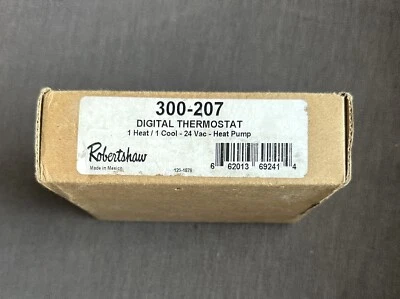 300-207
DIGITAL THERMOSTAT
1 Heat / 1 Cool - 24 Vac - Heat Pump
Robertshaw
Made in Mexico
6 62013 69241 4